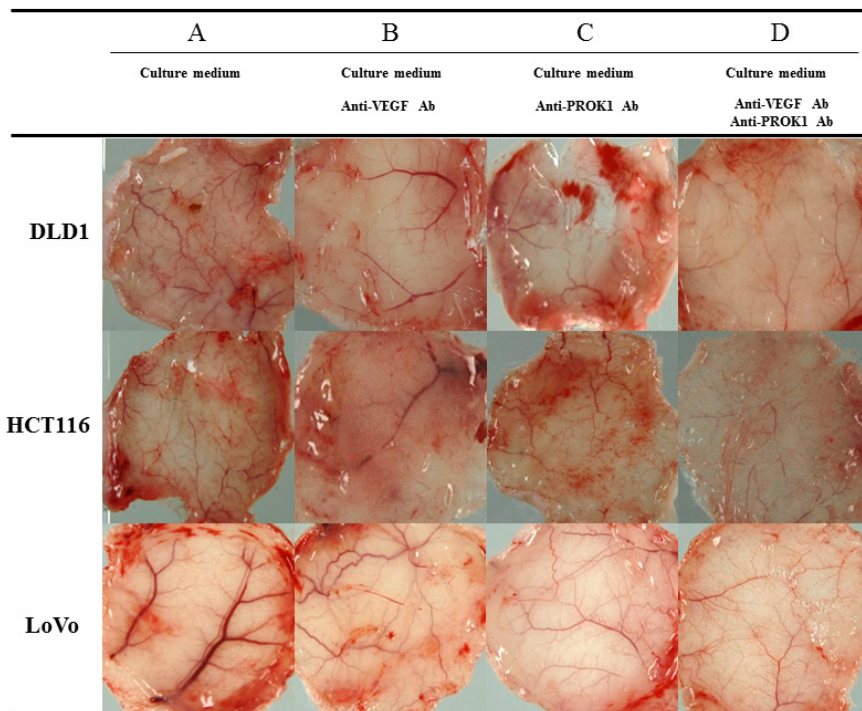 A B C D
Culture medium Culture medium Culture medium Culture medium
Anti-VEGF Ab Anti-PROK1 Ab Anti-VEGF Ab
Anti-PROK1 Ab
DLD1
HCT116
LoVo